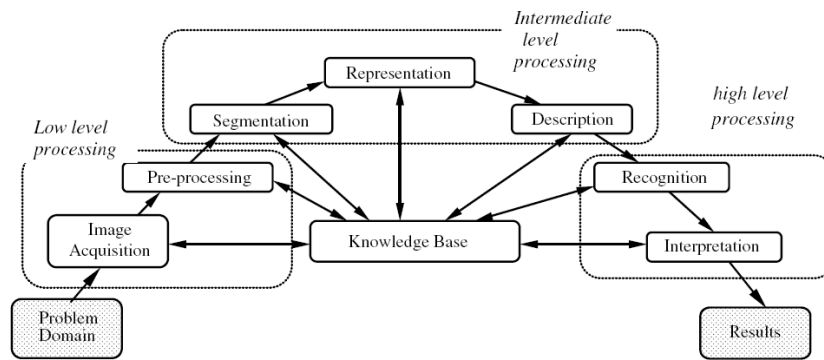 Intermediate
level
processing
Representation
Segmentation
Description
high level
processing
Low level
processing
Pre-processing
Recognition
Image
Acquisition
Knowledge Base
Interpretation
Problem
Domain
Results